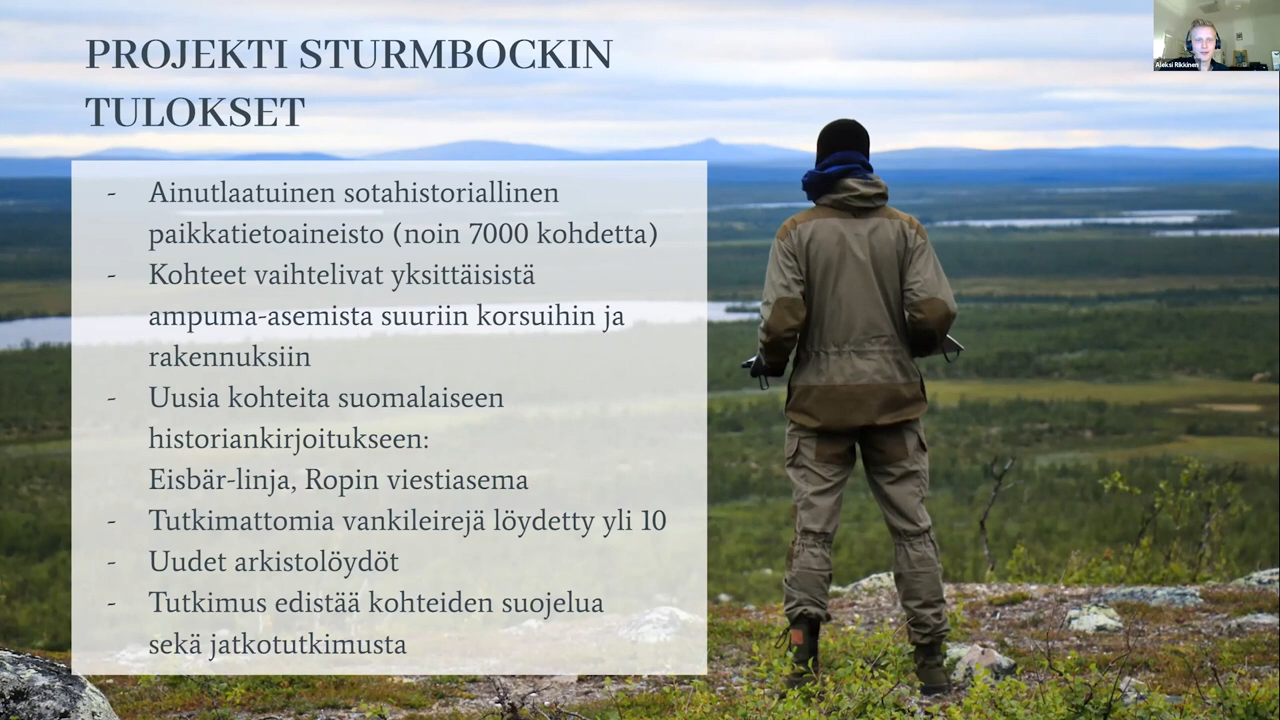 PROJEKTI STURMBOCKIN
TULOKSET
Aleksi Rikkinen
- Ainutlaatuinen sotahistoriallinen
paikkatietoaineisto (noin 7000 kohdetta)
- Kohteet vaihtelivat yksittäisistä
ampuma-asemista suuriin korsuihin ja
rakennuksiin
- Uusia kohteita suomalaiseen
historiankirjoitukseen:
Eisbär-linja, Ropin viestiasema
- Tutkimattomia vankileirejä löydetty yli 10
- Uudet arkistolöydöt
- Tutkimus edistää kohteiden suojelua
sekä jatkotutkimusta